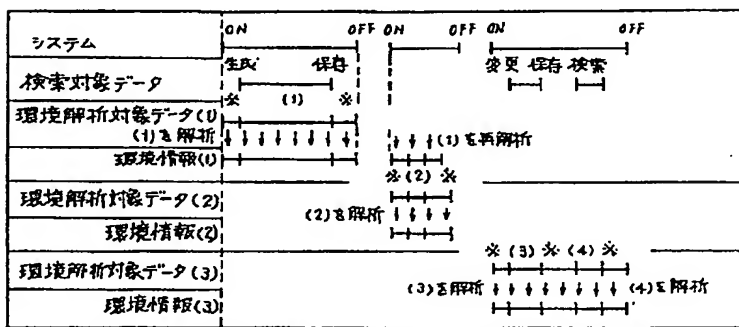 ON OFF ON OFF ON OFF
システム
生成 保存 変更 保存 検索
検索対象データ
※ (1) ※
環境解析対象データ(1)
(1)を解析 (1)を再解析
環境情報(1)
※(2)※
環境解析対象データ(2)
(2)を解析
環境情報(2)
※(3)※(4)※
環境解析対象データ(3)
(3)を解析 (4)を解析
環境情報(3)